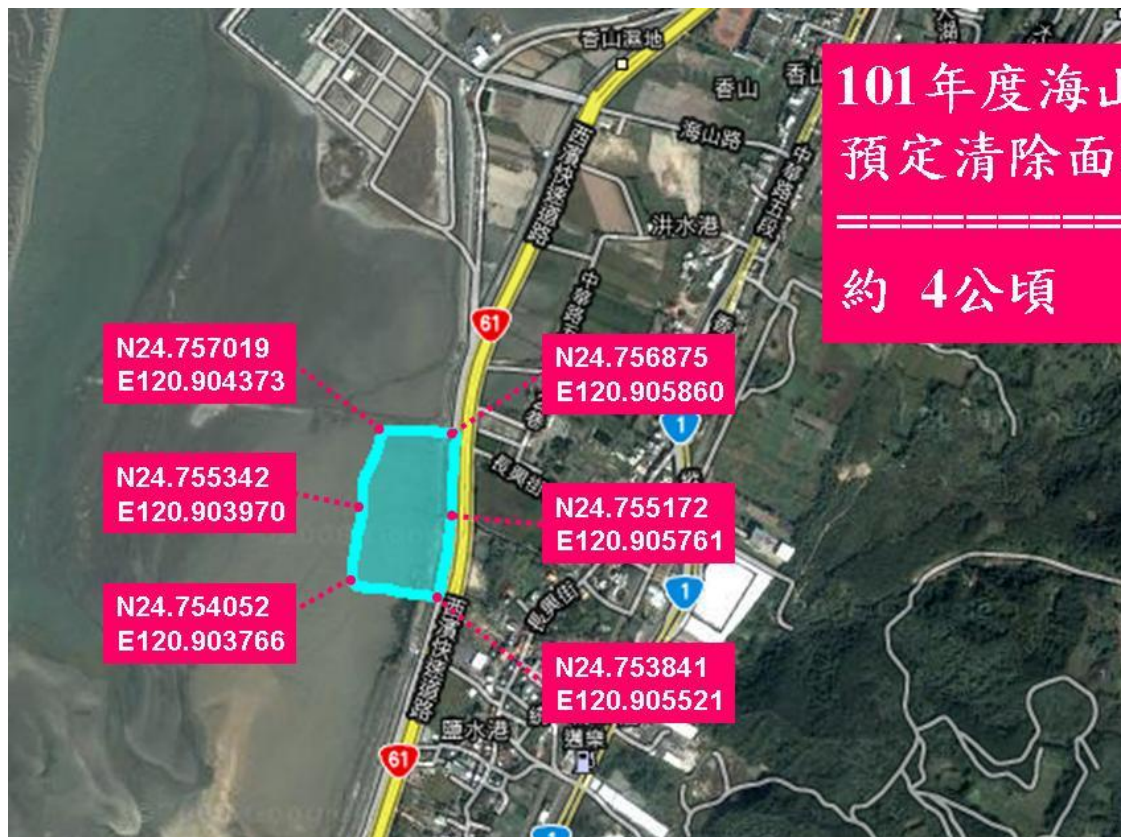 香山濕地
香山
香山
101年度海山
預定清除面
============
約 4公頃
海山路
中華路五段
西濱快速道路
洪水港
61
N24.757019
E120.904373
N24.756875
E120.905860
1
長興街
N24.755342
E120.903970
N24.755172
E120.905761
1
長興街
N24.754052
E120.903766
西濱快速道路
N24.753841
E120.905521
鹽水港
61
1